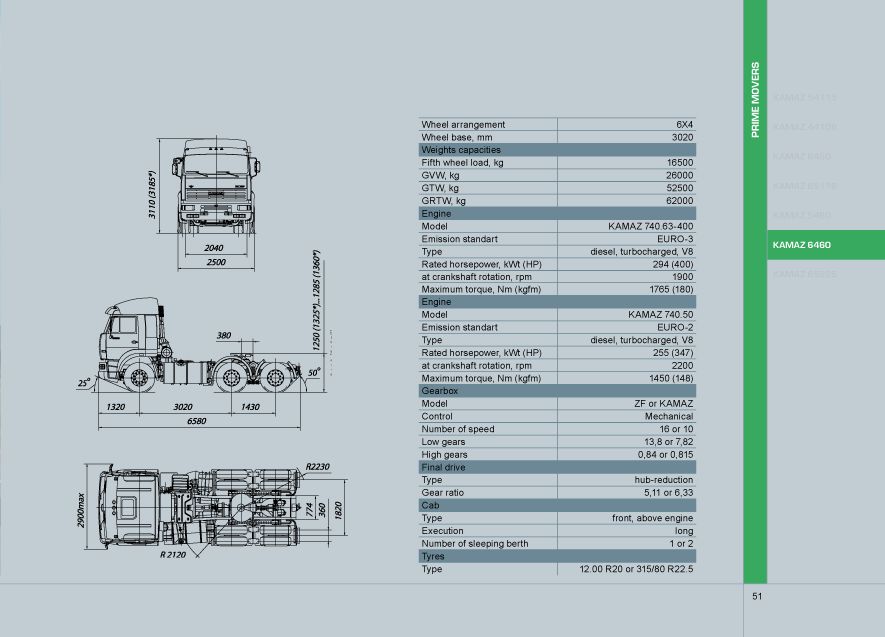 3110 (3185*)
2040
2500
1250 (1325*)...1285 (1360*)
380
25°
50°
1320
3020
1430
6580
2900max
R2230
774
360
1820
R 2120
Wheel arrangement 6X4
Wheel base, mm 3020
Weights capacities
Fifth wheel load, kg 16500
GVW, kg 26000
GTW, kg 52500
GRTW, kg 62000
Engine
Model KAMAZ 740.63-400
Emission standart EURO-3
Type diesel, turbocharged, V8
Rated horsepower, kWt (HP) 294 (400)
at crankshaft rotation, rpm 1900
Maximum torque, Nm (kgfm) 1765 (180)
Engine
Model KAMAZ 740.50
Emission standart EURO-2
Type diesel, turbocharged, V8
Rated horsepower, kWt (HP) 255 (347)
at crankshaft rotation, rpm 2200
Maximum torque, Nm (kgfm) 1450 (148)
Gearbox
Model ZF or KAMAZ
Control Mechanical
Number of speed 16 or 10
Low gears 13,8 or 7,82
High gears 0,84 or 0,815
Final drive
Type hub-reduction
Gear ratio 5,11 or 6,33
Cab
Type front, above engine
Execution long
Number of sleeping berth 1 or 2
Tyres
Type 12.00 R20 or 315/80 R22.5
PRIME MOVERS
KAMAZ 54115
KAMAZ 44108
KAMAZ 6450
KAMAZ 65116
KAMAZ 5460
KAMAZ 6460
KAMAZ 65225
51